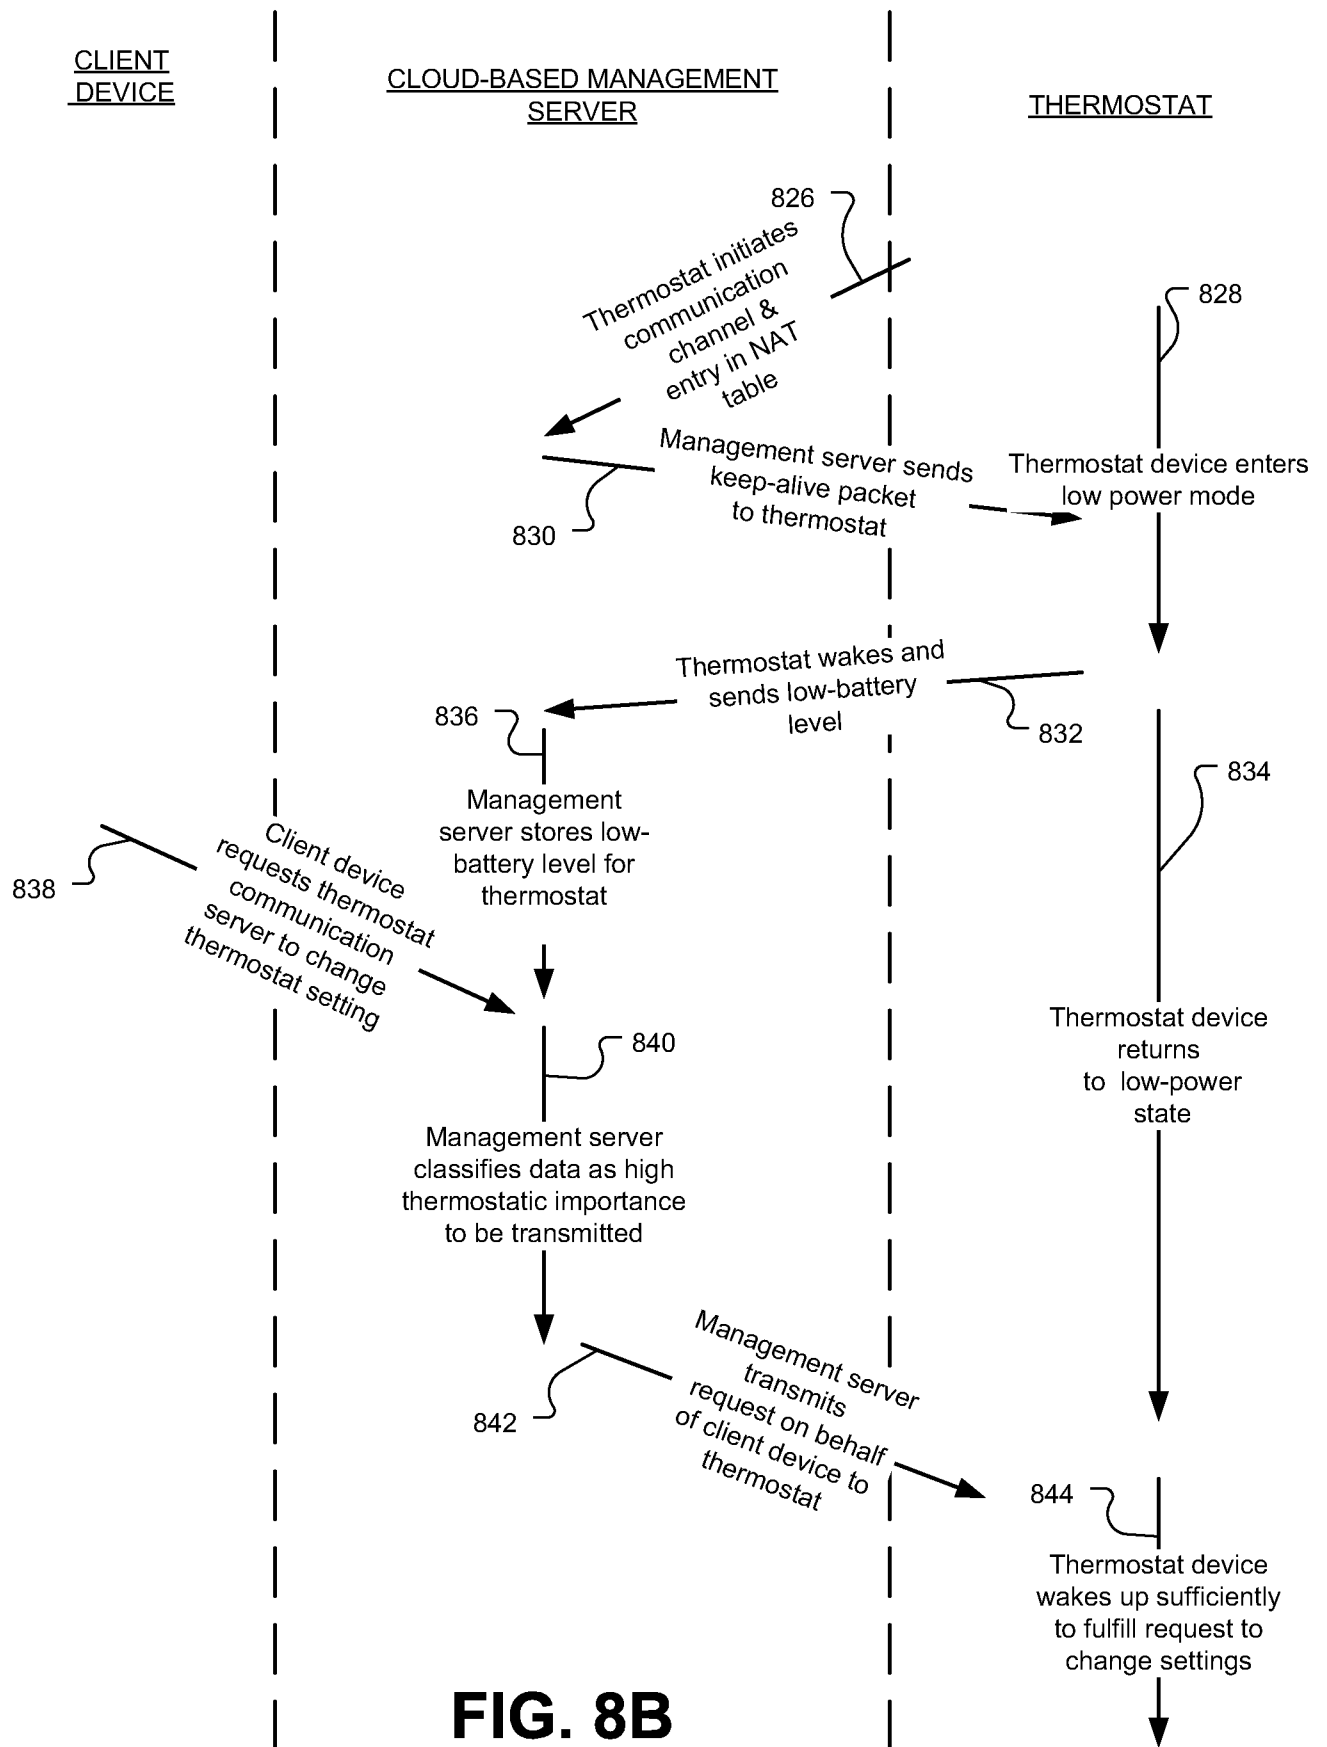 CLIENT
DEVICE
CLOUD-BASED MANAGEMENT
SERVER
THERMOSTAT
826
Thermostat initiates
communication
channel &
entry in NAT
table
828
Management server sends
keep-alive packet
to thermostat
830
Thermostat device enters
low power mode
Thermostat wakes and
sends low-battery
level
832
836
834
Management
server stores low-
battery level for
thermostat
838
Client device
requests thermostat
communication
server to change
thermostat setting
840
Thermostat device
returns
to low-power
state
Management server
classifies data as high
thermostatic importance
to be transmitted
842
Management server
transmits
request on behalf
of client device to
thermostat
844
Thermostat device
wakes up sufficiently
to fulfill request to
change settings
FIG. 8B